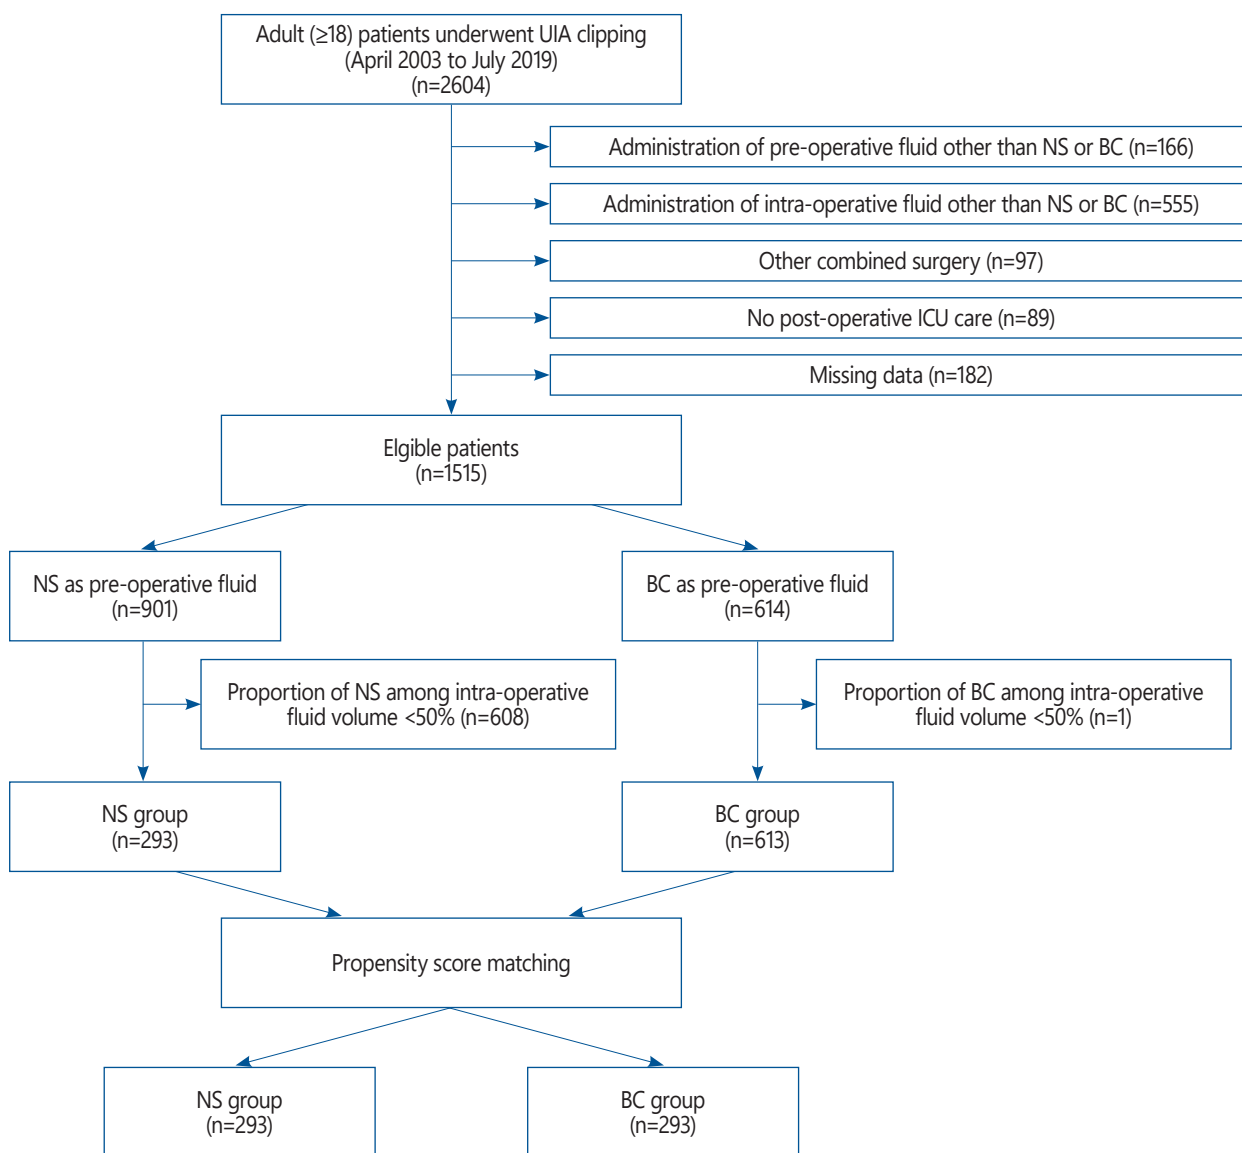 Adult (≥18) patients underwent UIA clipping
(April 2003 to July 2019)
(n=2604)
Administration of pre-operative fluid other than NS or BC (n=166)
Administration of intra-operative fluid other than NS or BC (n=555)
Other combined surgery (n=97)
No post-operative ICU care (n=89)
Missing data (n=182)
Elgible patients
(n=1515)
NS as pre-operative fluid
(n=901)
BC as pre-operative fluid
(n=614)
Proportion of NS among intra-operative
fluid volume <50% (n=608)
Proportion of BC among intra-operative
fluid volume <50% (n=1)
NS group
(n=293)
BC group
(n=613)
Propensity score matching
NS group
(n=293)
BC group
(n=293)